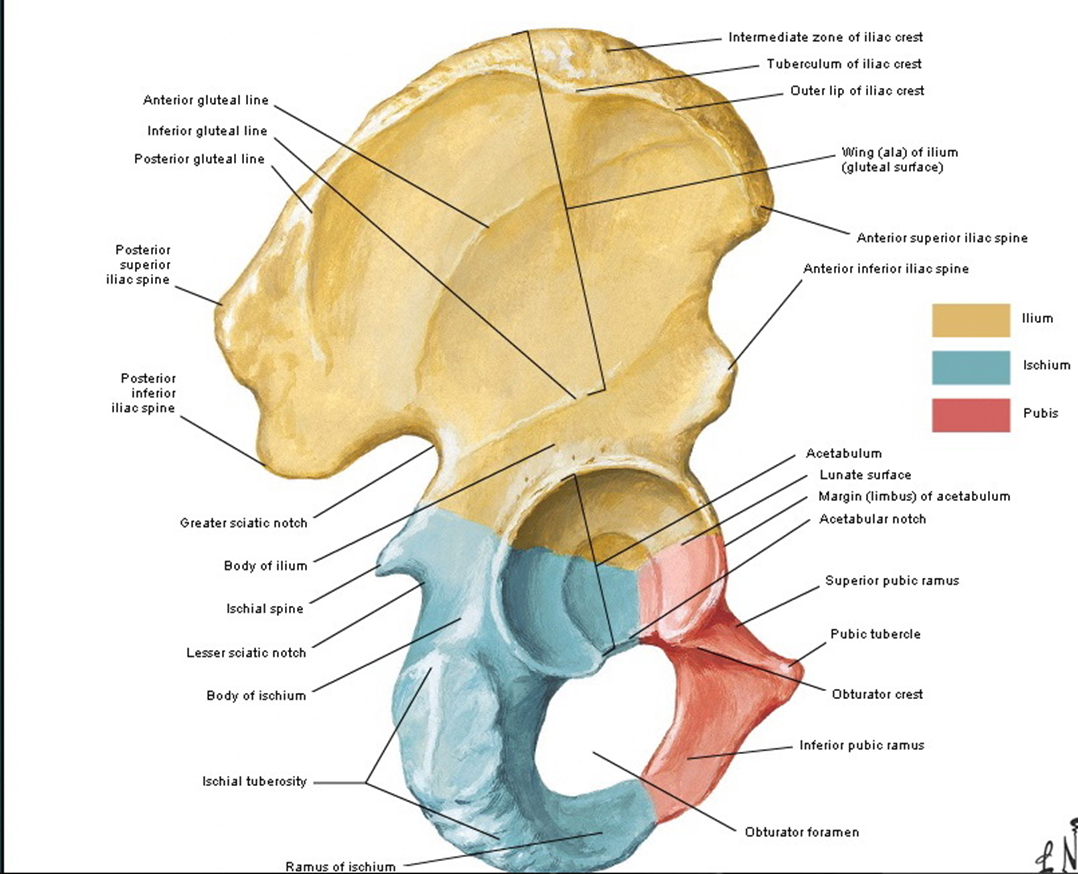 Intermediate zone of iliac crest
Tuberculum of iliac crest
Outer lip of iliac crest
Anterior gluteal line
Inferior gluteal line
Posterior gluteal line
Wing (ala) of ilium
(gluteal surface)
Posterior
superior
iliac spine
Anterior superior iliac spine
Anterior inferior iliac spine
Ilium
Ischium
Pubis
Posterior
inferior
iliac spine
Acetabulum
Lunate surface
Margin (limbus) of acetabulum
Acetabular notch
Greater sciatic notch
Body of ilium
Ischial spine
Lesser sciatic notch
Body of ischium
Superior pubic ramus
Pubic tubercle
Obturator crest
Inferior pubic ramus
Ischial tuberosity
Obturator foramen
Ramus of ischium